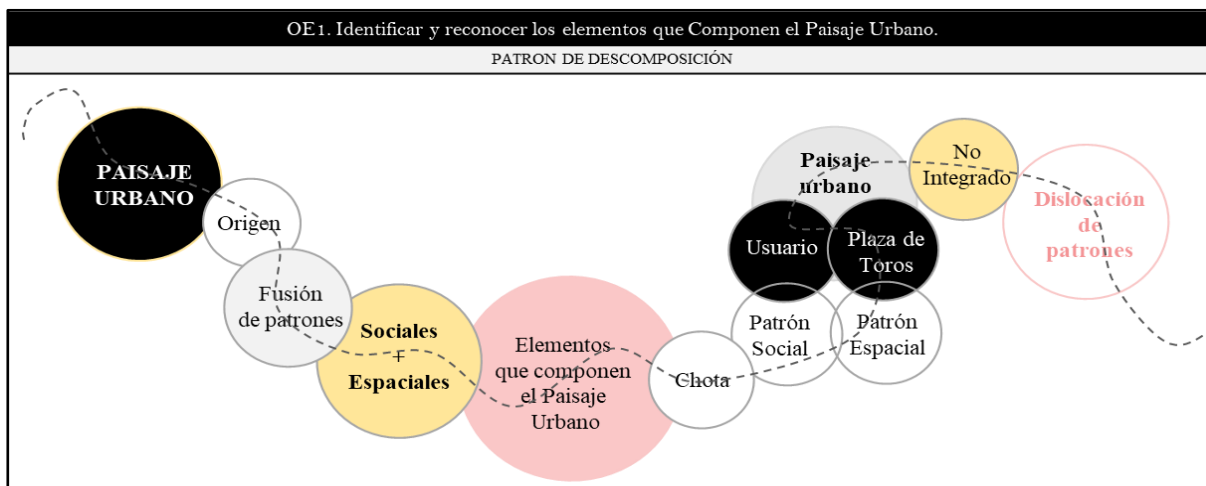 OE1. Identificar y reconocer los elementos que Componen el Paisaje Urbano.
PATRON DE DESCOMPOSICIÓN
PAISAJE
URBANO
Origen
Fusión
de patrones
Sociales
+
Espaciales
Elementos
que componen
el Paisaje
Urbano
Chota
Patrón
Social
Patrón
Espacial
Usuario
Plaza de
Toros
Paisaje
urbano
No
Integrado
Dislocación
de
patrones